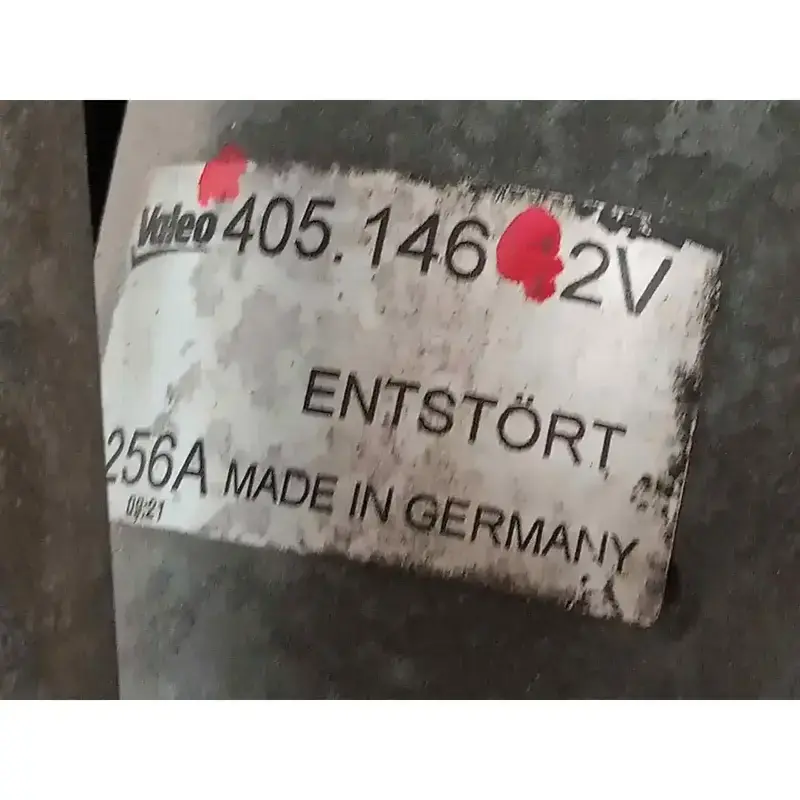 Valeo 405.146 2V
ENTSTÖRT
256A MADE IN GERMANY
09:21